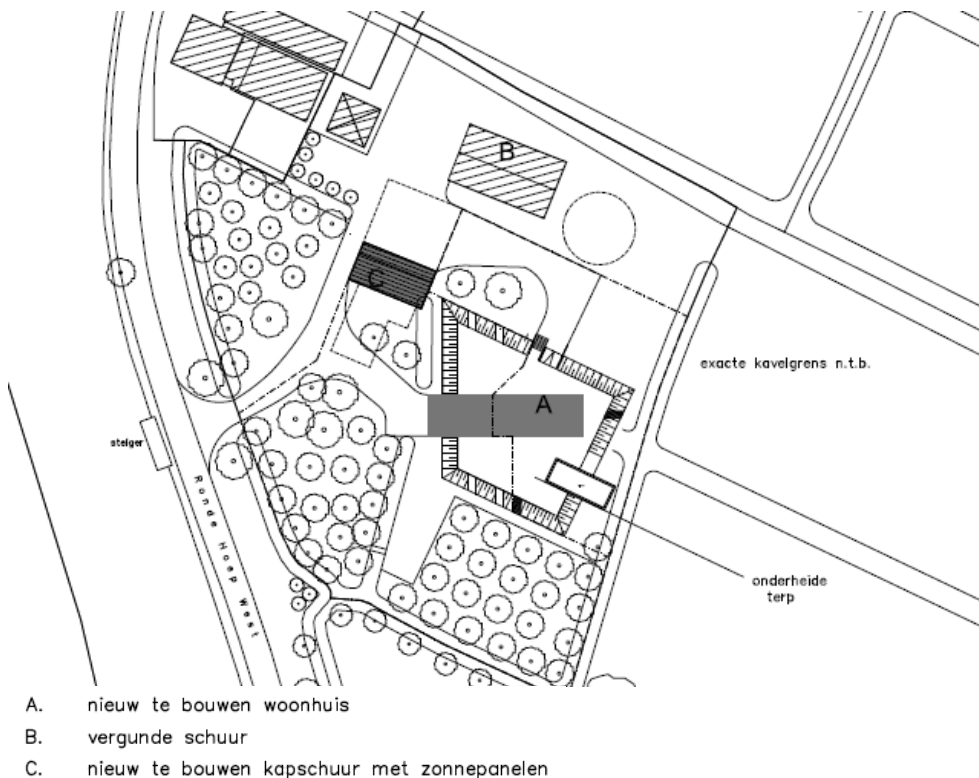 B
C
exacte kavelgrens n.t.b.
A
steiger
Ronde Hoep West
onderheide
terp
A. nieuw te bouwen woonhuis
B. vergunde schuur
C. nieuw te bouwen kapschuur met zonnepanelen